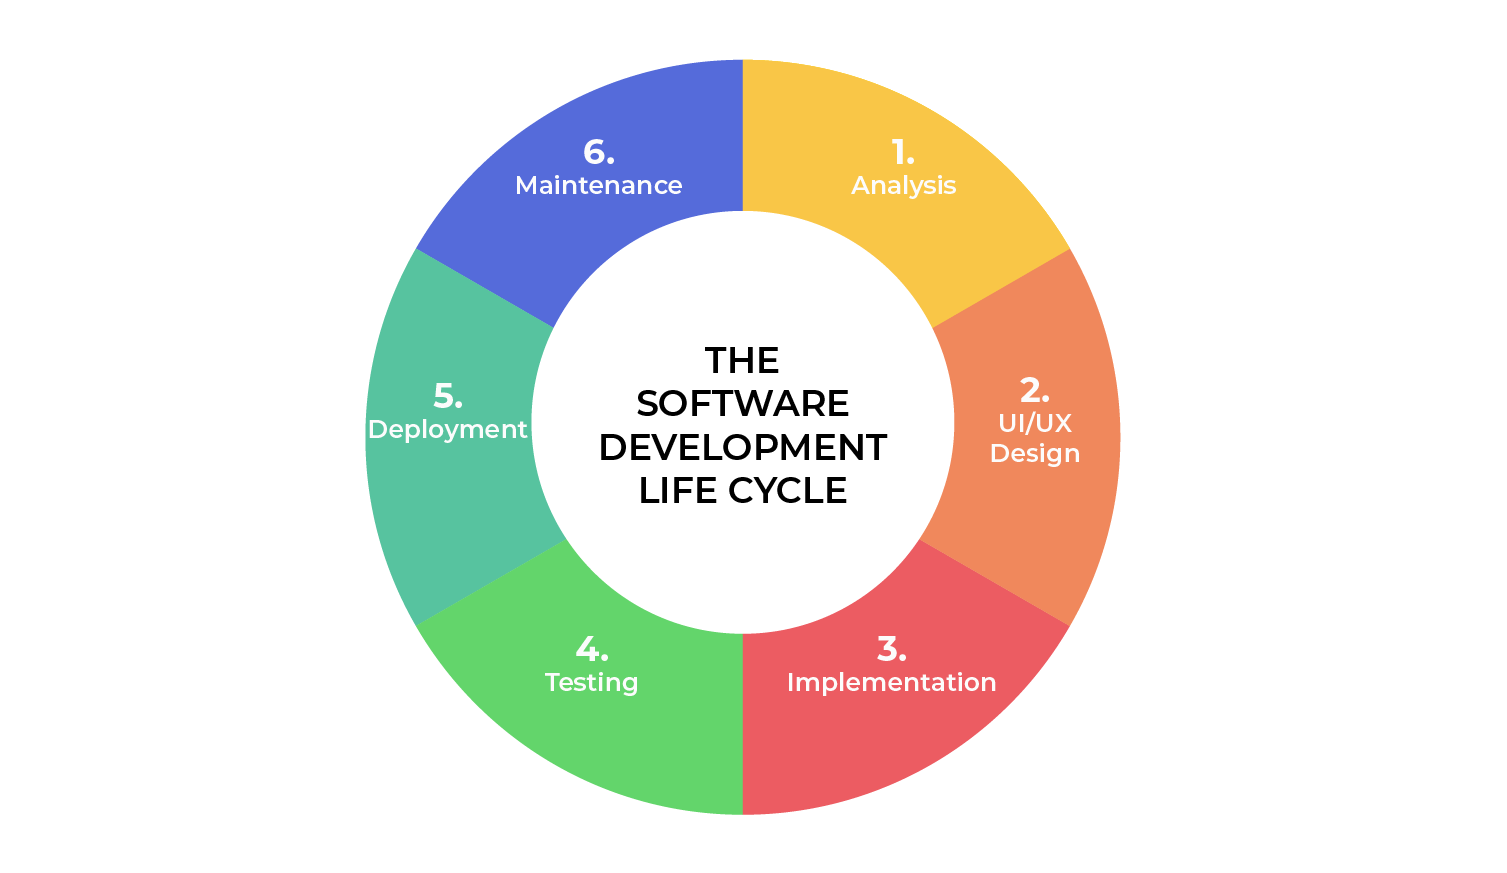 THE
SOFTWARE
DEVELOPMENT
LIFE CYCLE
1.
Analysis
2.
UI/UX
Design
3.
Implementation
4.
Testing
5.
Deployment
6.
Maintenance